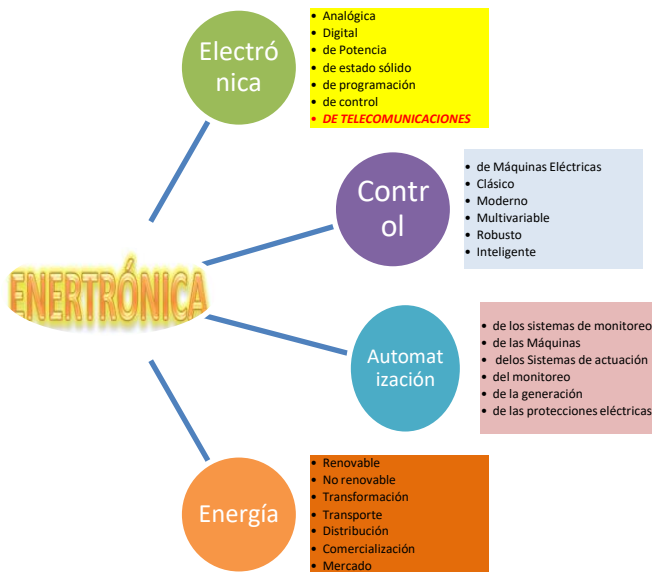 Electró
nica
• Analógica
• Digital
• de Potencia
• de estado sólido
• de programación
• de control
• DE TELECOMUNICACIONES
Contr
ol
• de Máquinas Eléctricas
• Clásico
• Moderno
• Multivariable
• Robusto
• Inteligente
ENERTRÓNICA
Automat
ización
• de los sistemas de monitoreo
• de las Máquinas
• delos Sistemas de actuación
• del monitoreo
• de la generación
• de las protecciones eléctricas
Energía
• Renovable
• No renovable
• Transformación
• Transporte
• Distribución
• Comercialización
• Mercado